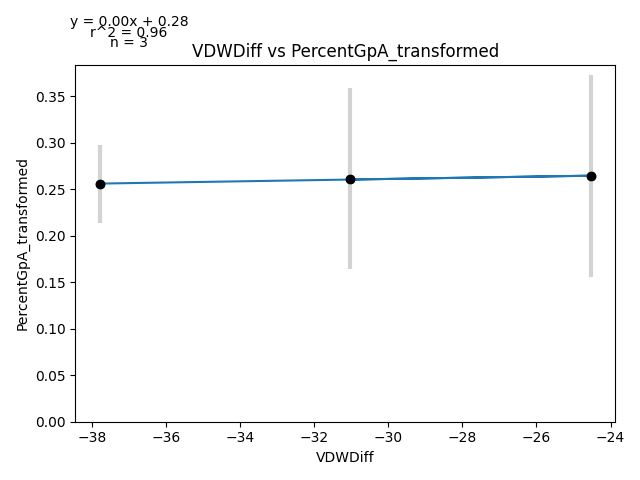 y = 0.00x + 0.28
r^2 = 0.96
n = 3
VDWDiff vs PercentGpA_transformed
PercentGpA_transformed
0.35
0.30
0.25
0.20
0.15
0.10
0.05
0.00
−38
−36
−34
−32
−30
−28
−26
−24
VDWDiff